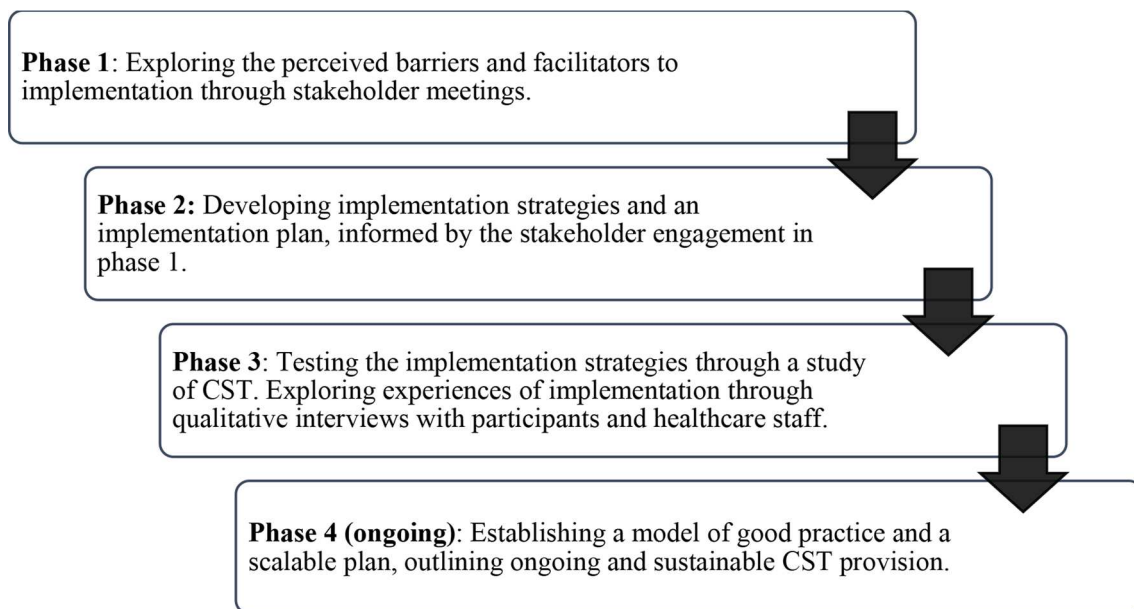 Phase 1: Exploring the perceived barriers and facilitators to
implementation through stakeholder meetings.
Phase 2: Developing implementation strategies and an
implementation plan, informed by the stakeholder engagement in
phase 1.
Phase 3: Testing the implementation strategies through a study
of CST. Exploring experiences of implementation through
qualitative interviews with participants and healthcare staff.
Phase 4 (ongoing): Establishing a model of good practice and a
scalable plan, outlining ongoing and sustainable CST provision.